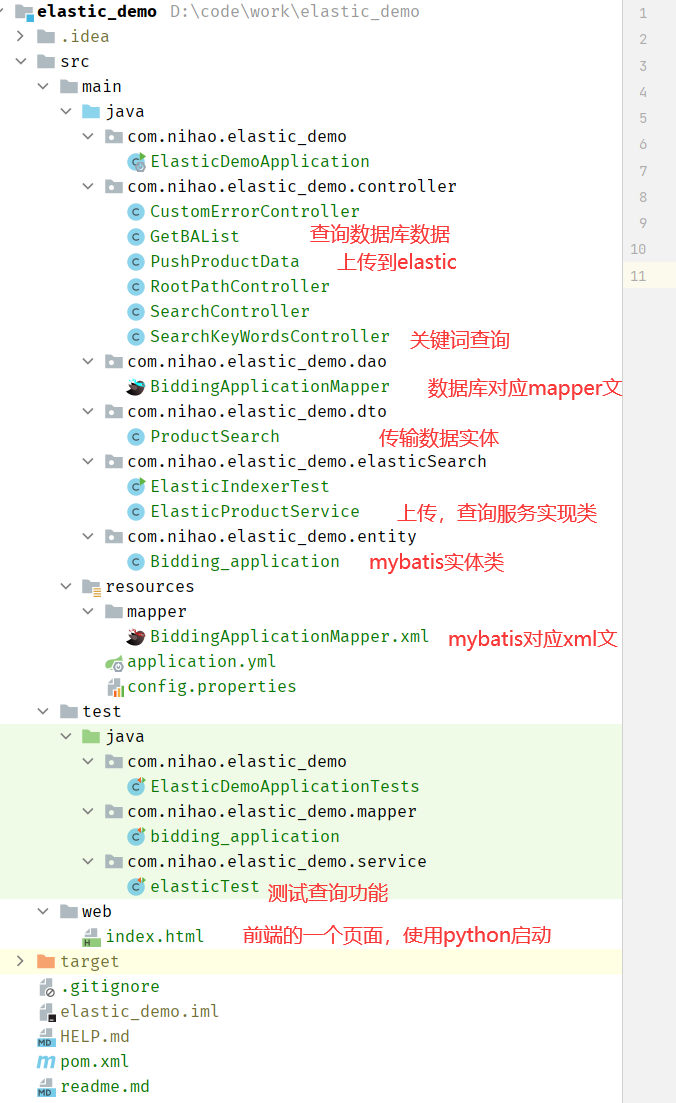 elastic_demo D:\code\work\elastic_demo 1
.idea 2
src 3
main 4
java 5
com.nihao.elastic_demo 6
ElasticDemoApplication 7
com.nihao.elastic_demo.controller 8
CustomErrorController 9
GetBAList 查询数据库数据 10
PushProductData 上传到elastic 11
RootPathController
SearchController
SearchKeyWordsController 关键词查询
com.nihao.elastic_demo.dao
BiddingApplicationMapper 数据库对应mapper文
com.nihao.elastic_demo.dto
ProductSearch 传输数据实体
com.nihao.elastic_demo.elasticSearch
ElasticIndexerTest
ElasticProductService 上传，查询服务实现类
com.nihao.elastic_demo.entity
Bidding_application mybatis实体类
resources
mapper
BiddingApplicationMapper.xml mybatis对应xml文
application.yml
config.properties
test
java
com.nihao.elastic_demo
ElasticDemoApplicationTests
com.nihao.elastic_demo.mapper
bidding_application
com.nihao.elastic_demo.service
elasticTest 测试查询功能
web
index.html 前端的一个页面，使用python启动
target
.gitignore
elastic_demo.iml
HELP.md
pom.xml
readme.md